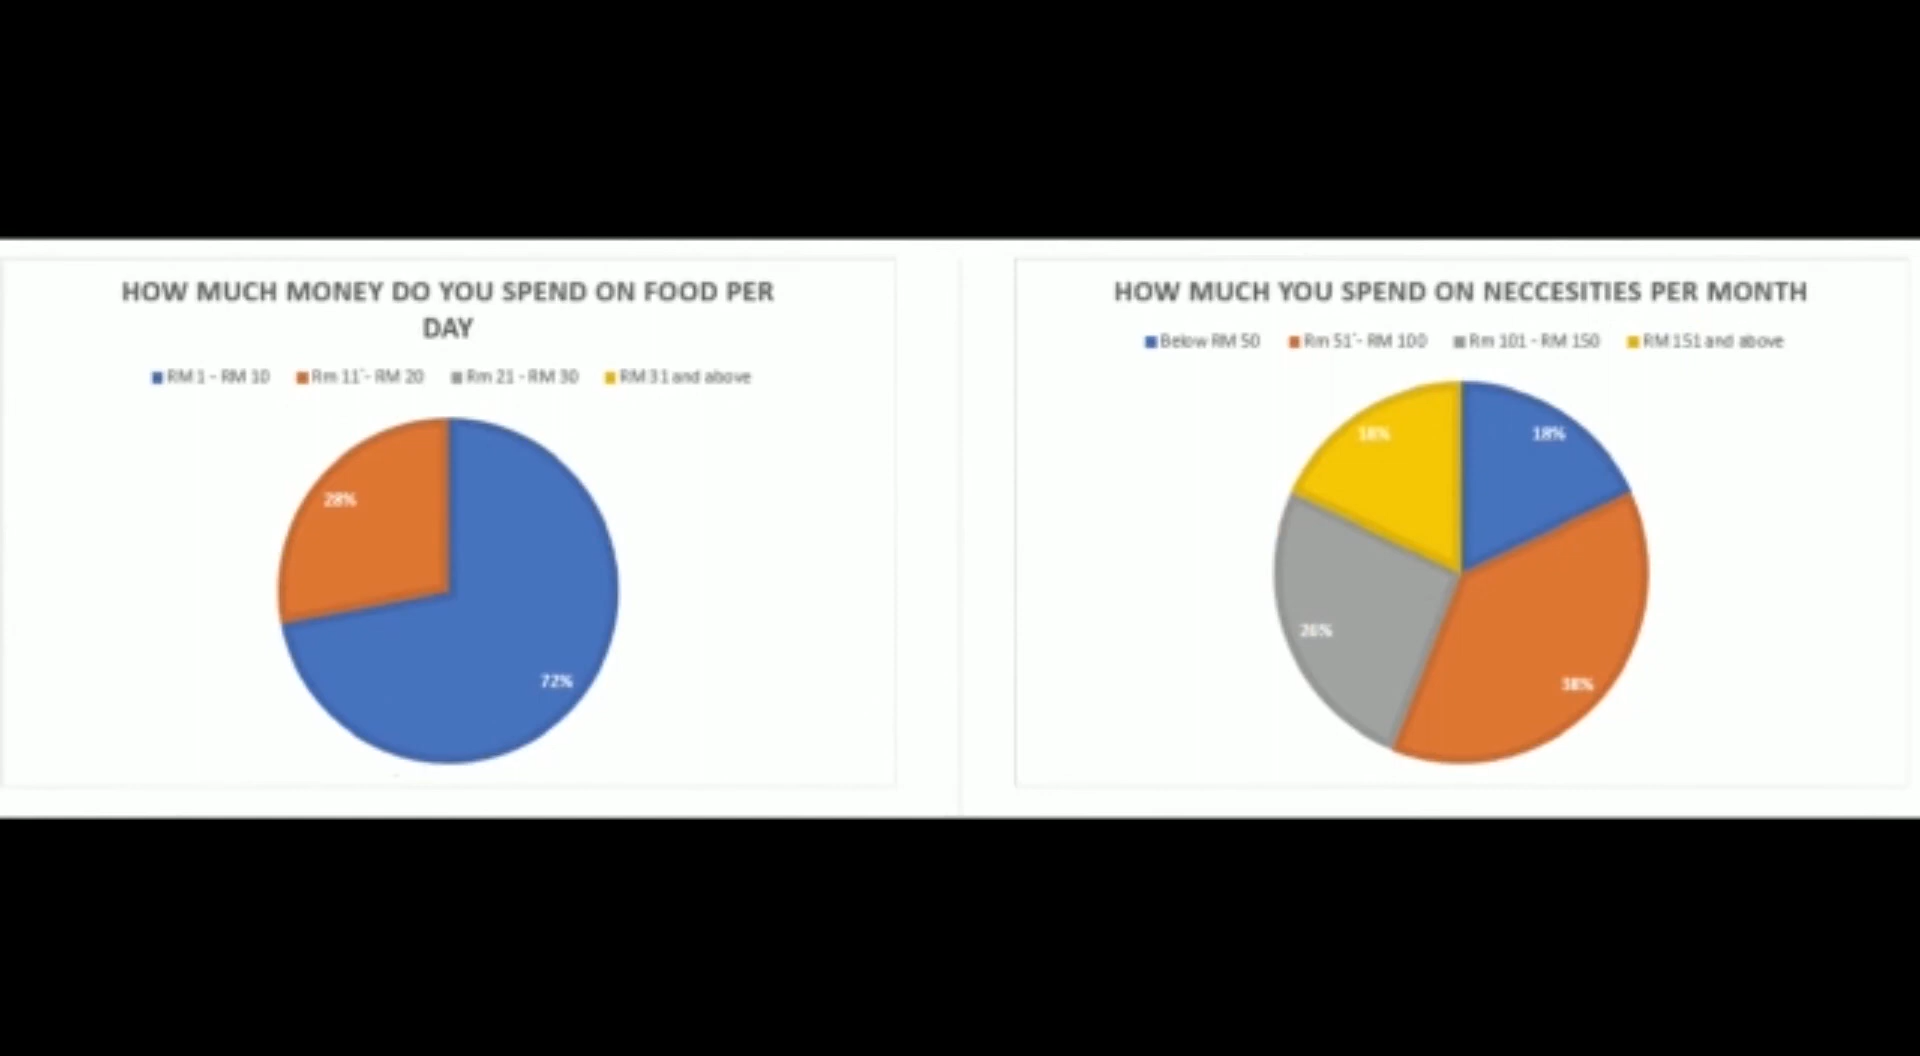 HOW MUCH MONEY DO YOU SPEND ON FOOD PER
DAY
RM 1 - RM 10 Rm 11`- RM 20 Rm 21 - RM 30 RM 31 and above
28%
72%
HOW MUCH YOU SPEND ON NECCESITIES PER MONTH
Below RM 50 Rm 51`- RM 100 Rm 101 - RM 150 RM 151 and above
18% 18%
26%
38%